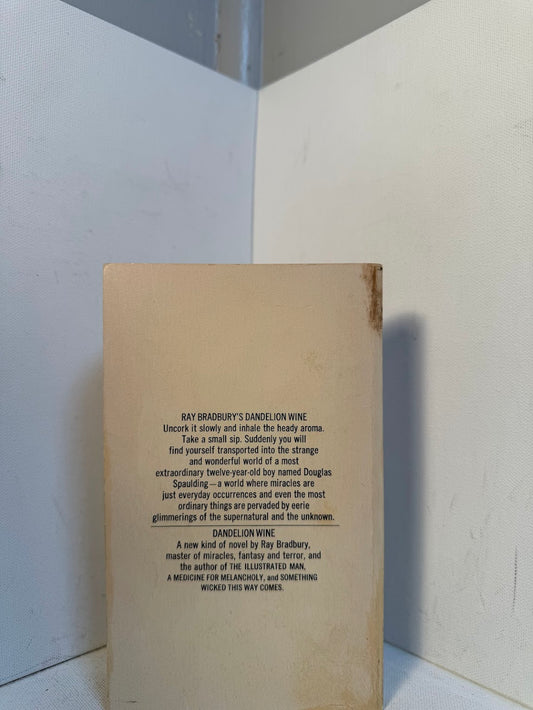 RAY BRADBURY'S DANDELION WINE
Uncork it slowly and inhale the heady aroma.
Take a small sip. Suddenly you will
find yourself transported into the strange
and wonderful world of a most
extraordinary twelve-year-old boy named Douglas
Spaulding—a world where miracles are
just everyday occurrences and even the most
ordinary things are pervaded by eerie
glimmerings of the supernatural and the unknown.
DANDELION WINE
A new kind of novel by Ray Bradbury,
master of miracles, fantasy and terror, and
the author of THE ILLUSTRATED MAN,
A MEDICINE FOR MELANCHOLY, and SOMETHING
WICKED THIS WAY COMES.